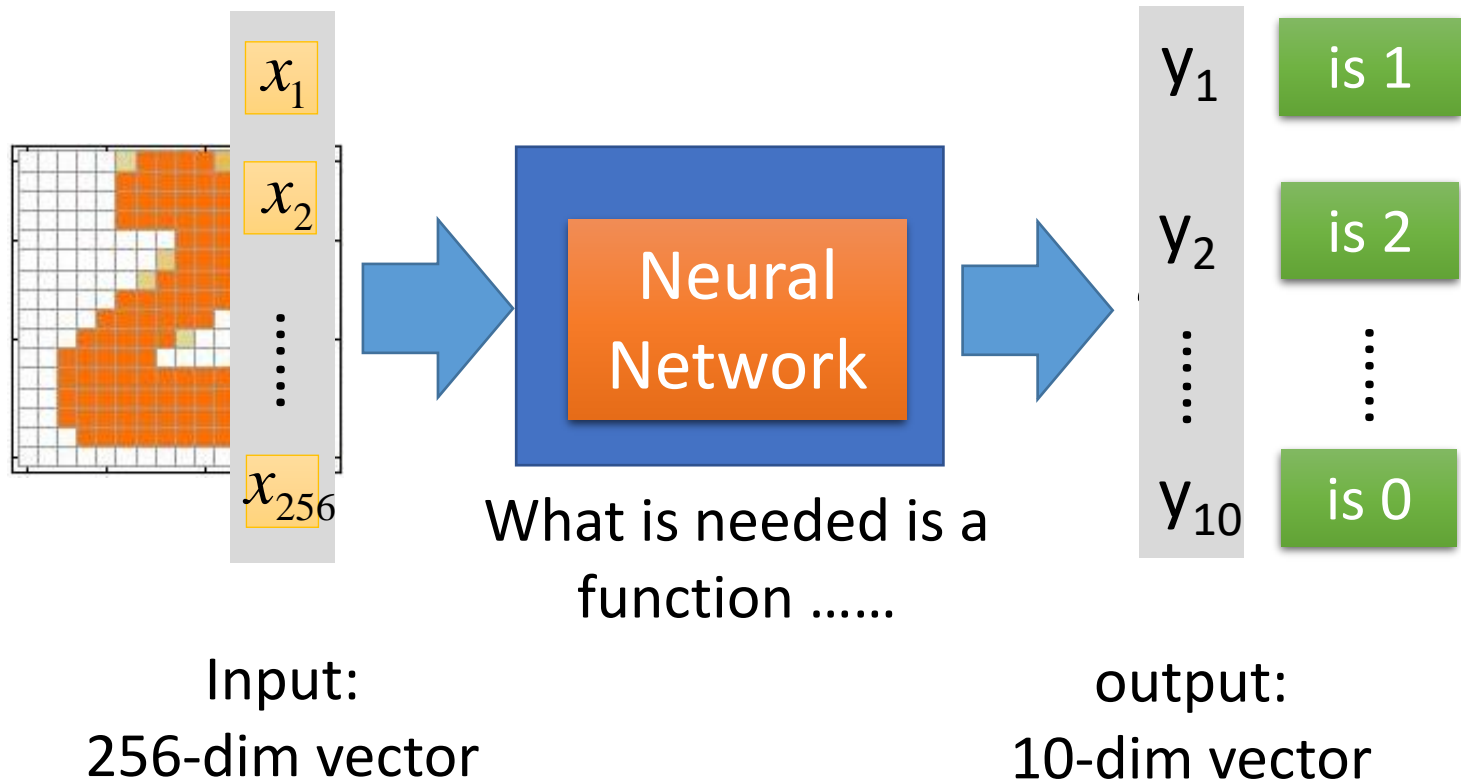 x₁
x₂
⋮
x₂₅₆
Neural
Network
What is needed is a
function ……
y₁
is 1
y₂
is 2
⋮
⋮
y₁₀
is 0
Input:
256-dim vector
output:
10-dim vector